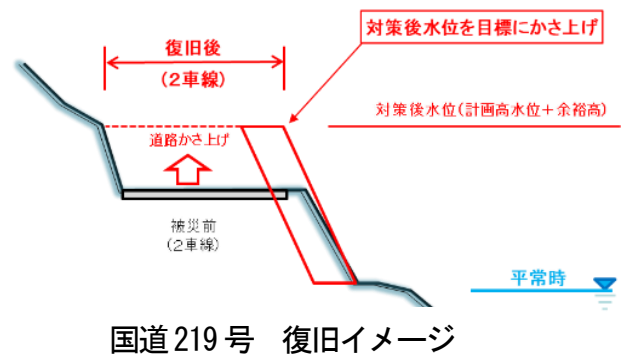 対策後水位を目標にかさ上げ
復旧後
(2車線)
対策後水位(計画高水位+余裕高)
道路かさ上げ
被災前
(2車線)
平常時
国道219号 復旧イメージ